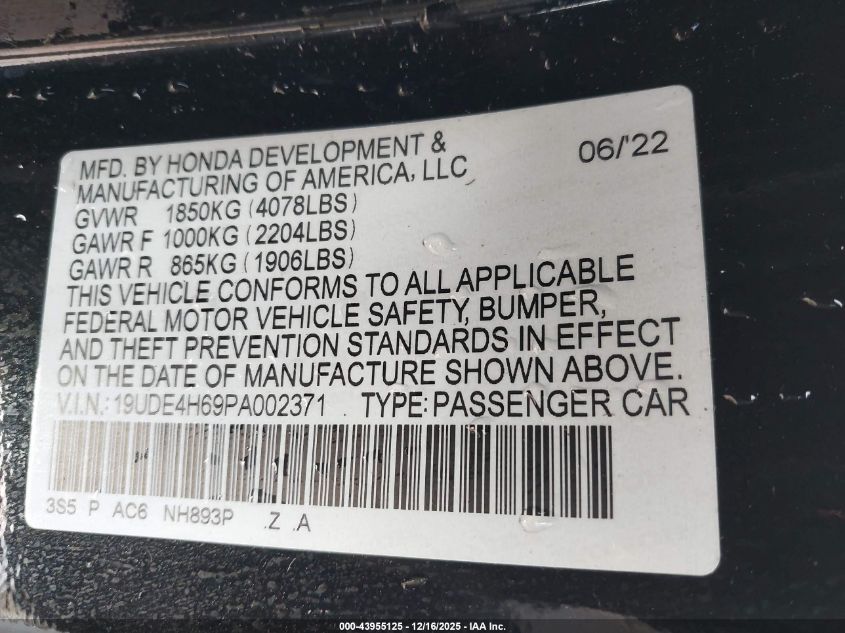 MFD. BY HONDA DEVELOPMENT & 06/'22
MANUFACTURING OF AMERICA, LLC
GVWR 1850KG (4078LBS)
GAWR F 1000KG (2204LBS)
GAWR R 865KG (1906LBS)
THIS VEHICLE CONFORMS TO ALL APPLICABLE
FEDERAL MOTOR VEHICLE SAFETY, BUMPER,
AND THEFT PREVENTION STANDARDS IN EFFECT
ON THE DATE OF MANUFACTURE SHOWN ABOVE.
V.I.N.: 19UDE4H69PA002371 TYPE: PASSENGER CAR
3S5 P AC6 NH893P .Z .A
000-43955125 - 12/16/2025 - IAA Inc.